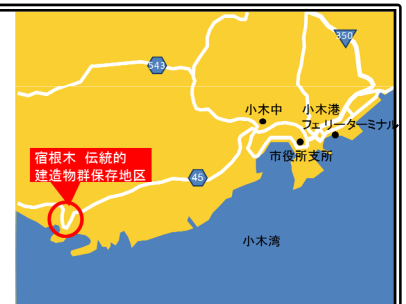 350
543
小木中
小木港
フェリーターミナル
市役所支所
宿根木 伝統的
建造物群保存地区
45
小木湾